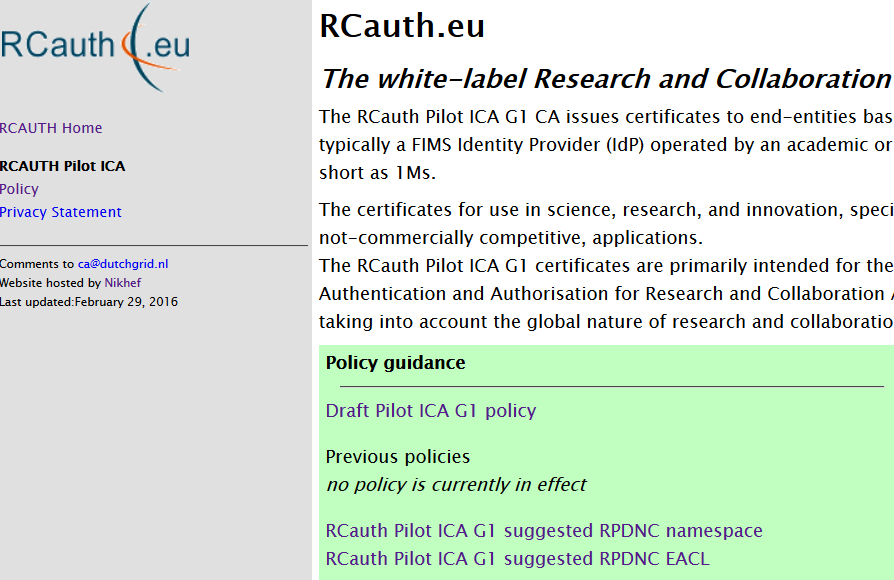 RCauth.eu
RCAUTH Home
RCAUTH Pilot ICA
Policy
Privacy Statement
Comments to ca@dutchgrid.nl
Website hosted by Nikhef
Last updated:February 29, 2016
RCauth.eu
The white-label Research and Collaboration
The RCauth Pilot ICA G1 CA issues certificates to end-entities bas
typically a FIMS Identity Provider (IdP) operated by an academic or
short as 1Ms.
The certificates for use in science, research, and innovation, speci
not-commercially competitive, applications.
The RCauth Pilot ICA G1 certificates are primarily intended for the
Authentication and Authorisation for Research and Collaboration
taking into account the global nature of research and collaboratio
Policy guidance
Draft Pilot ICA G1 policy
Previous policies
no policy is currently in effect
RCauth Pilot ICA G1 suggested RPDNC namespace
RCauth Pilot ICA G1 suggested RPDNC EACL